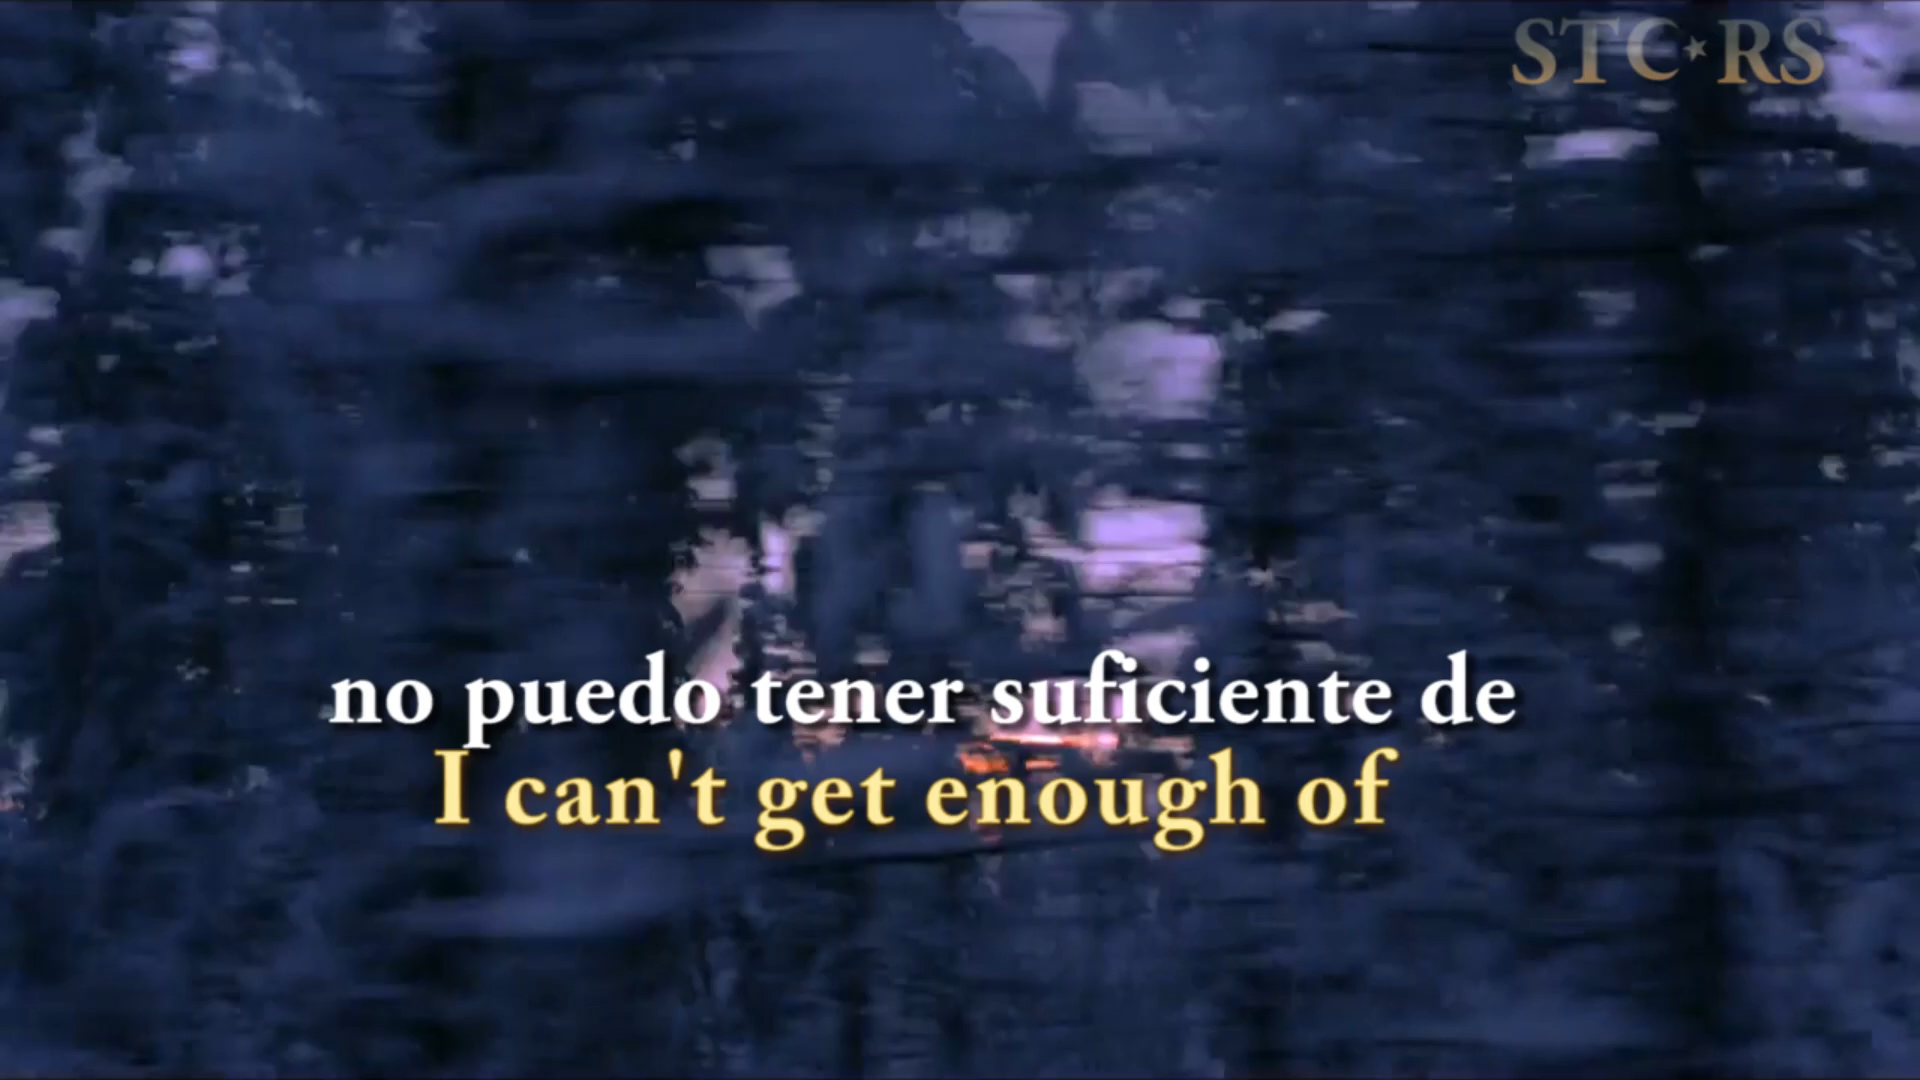 STC★RS
no puedo tener suficiente de
I can't get enough of